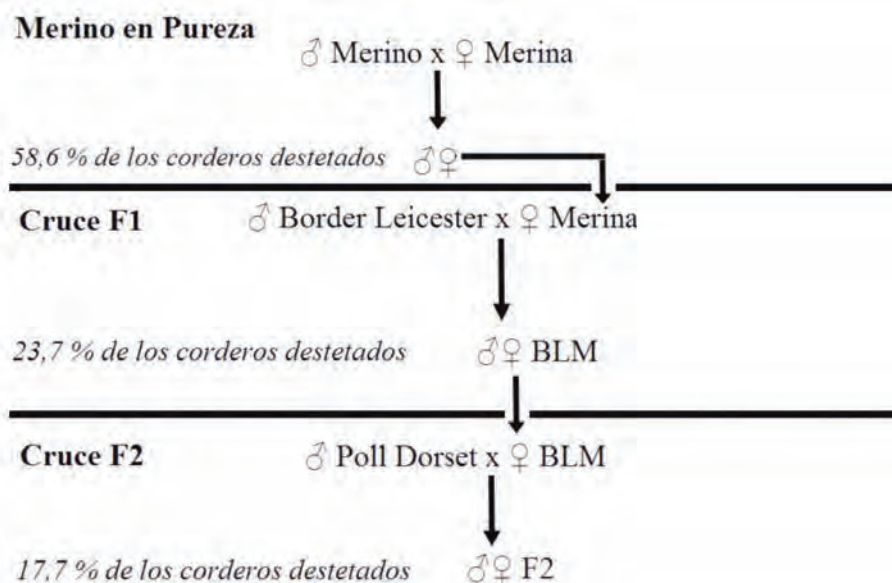 Merino en Pureza
♂ Merino x ♀ Merina
58,6 % de los corderos destetados ♂♀
Cruce F1 ♂ Border Leicester x ♀ Merina
23,7 % de los corderos destetados ♂♀ BLM
Cruce F2 ♂ Poll Dorset x ♀ BLM
17,7 % de los corderos destetados ♂♀ F2